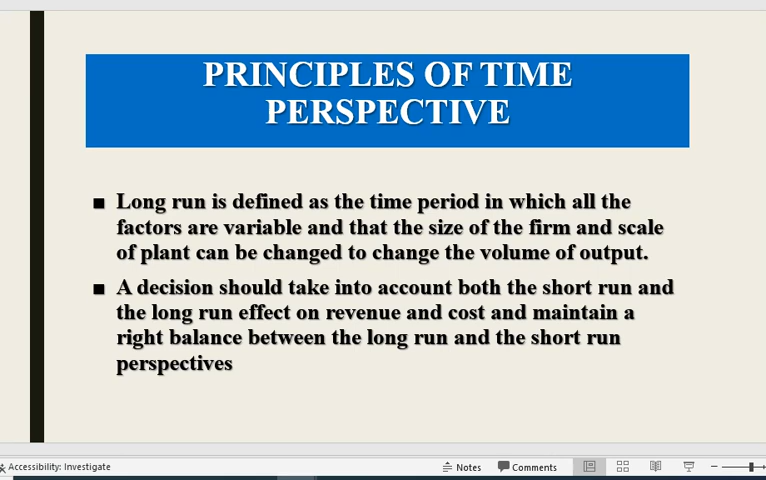 PRINCIPLES OF TIME
PERSPECTIVE
■ Long run is defined as the time period in which all the
factors are variable and that the size of the firm and scale
of plant can be changed to change the volume of output.
■ A decision should take into account both the short run and
the long run effect on revenue and cost and maintain a
right balance between the long run and the short run
perspectives
Accessibility: Investigate
Notes
Comments